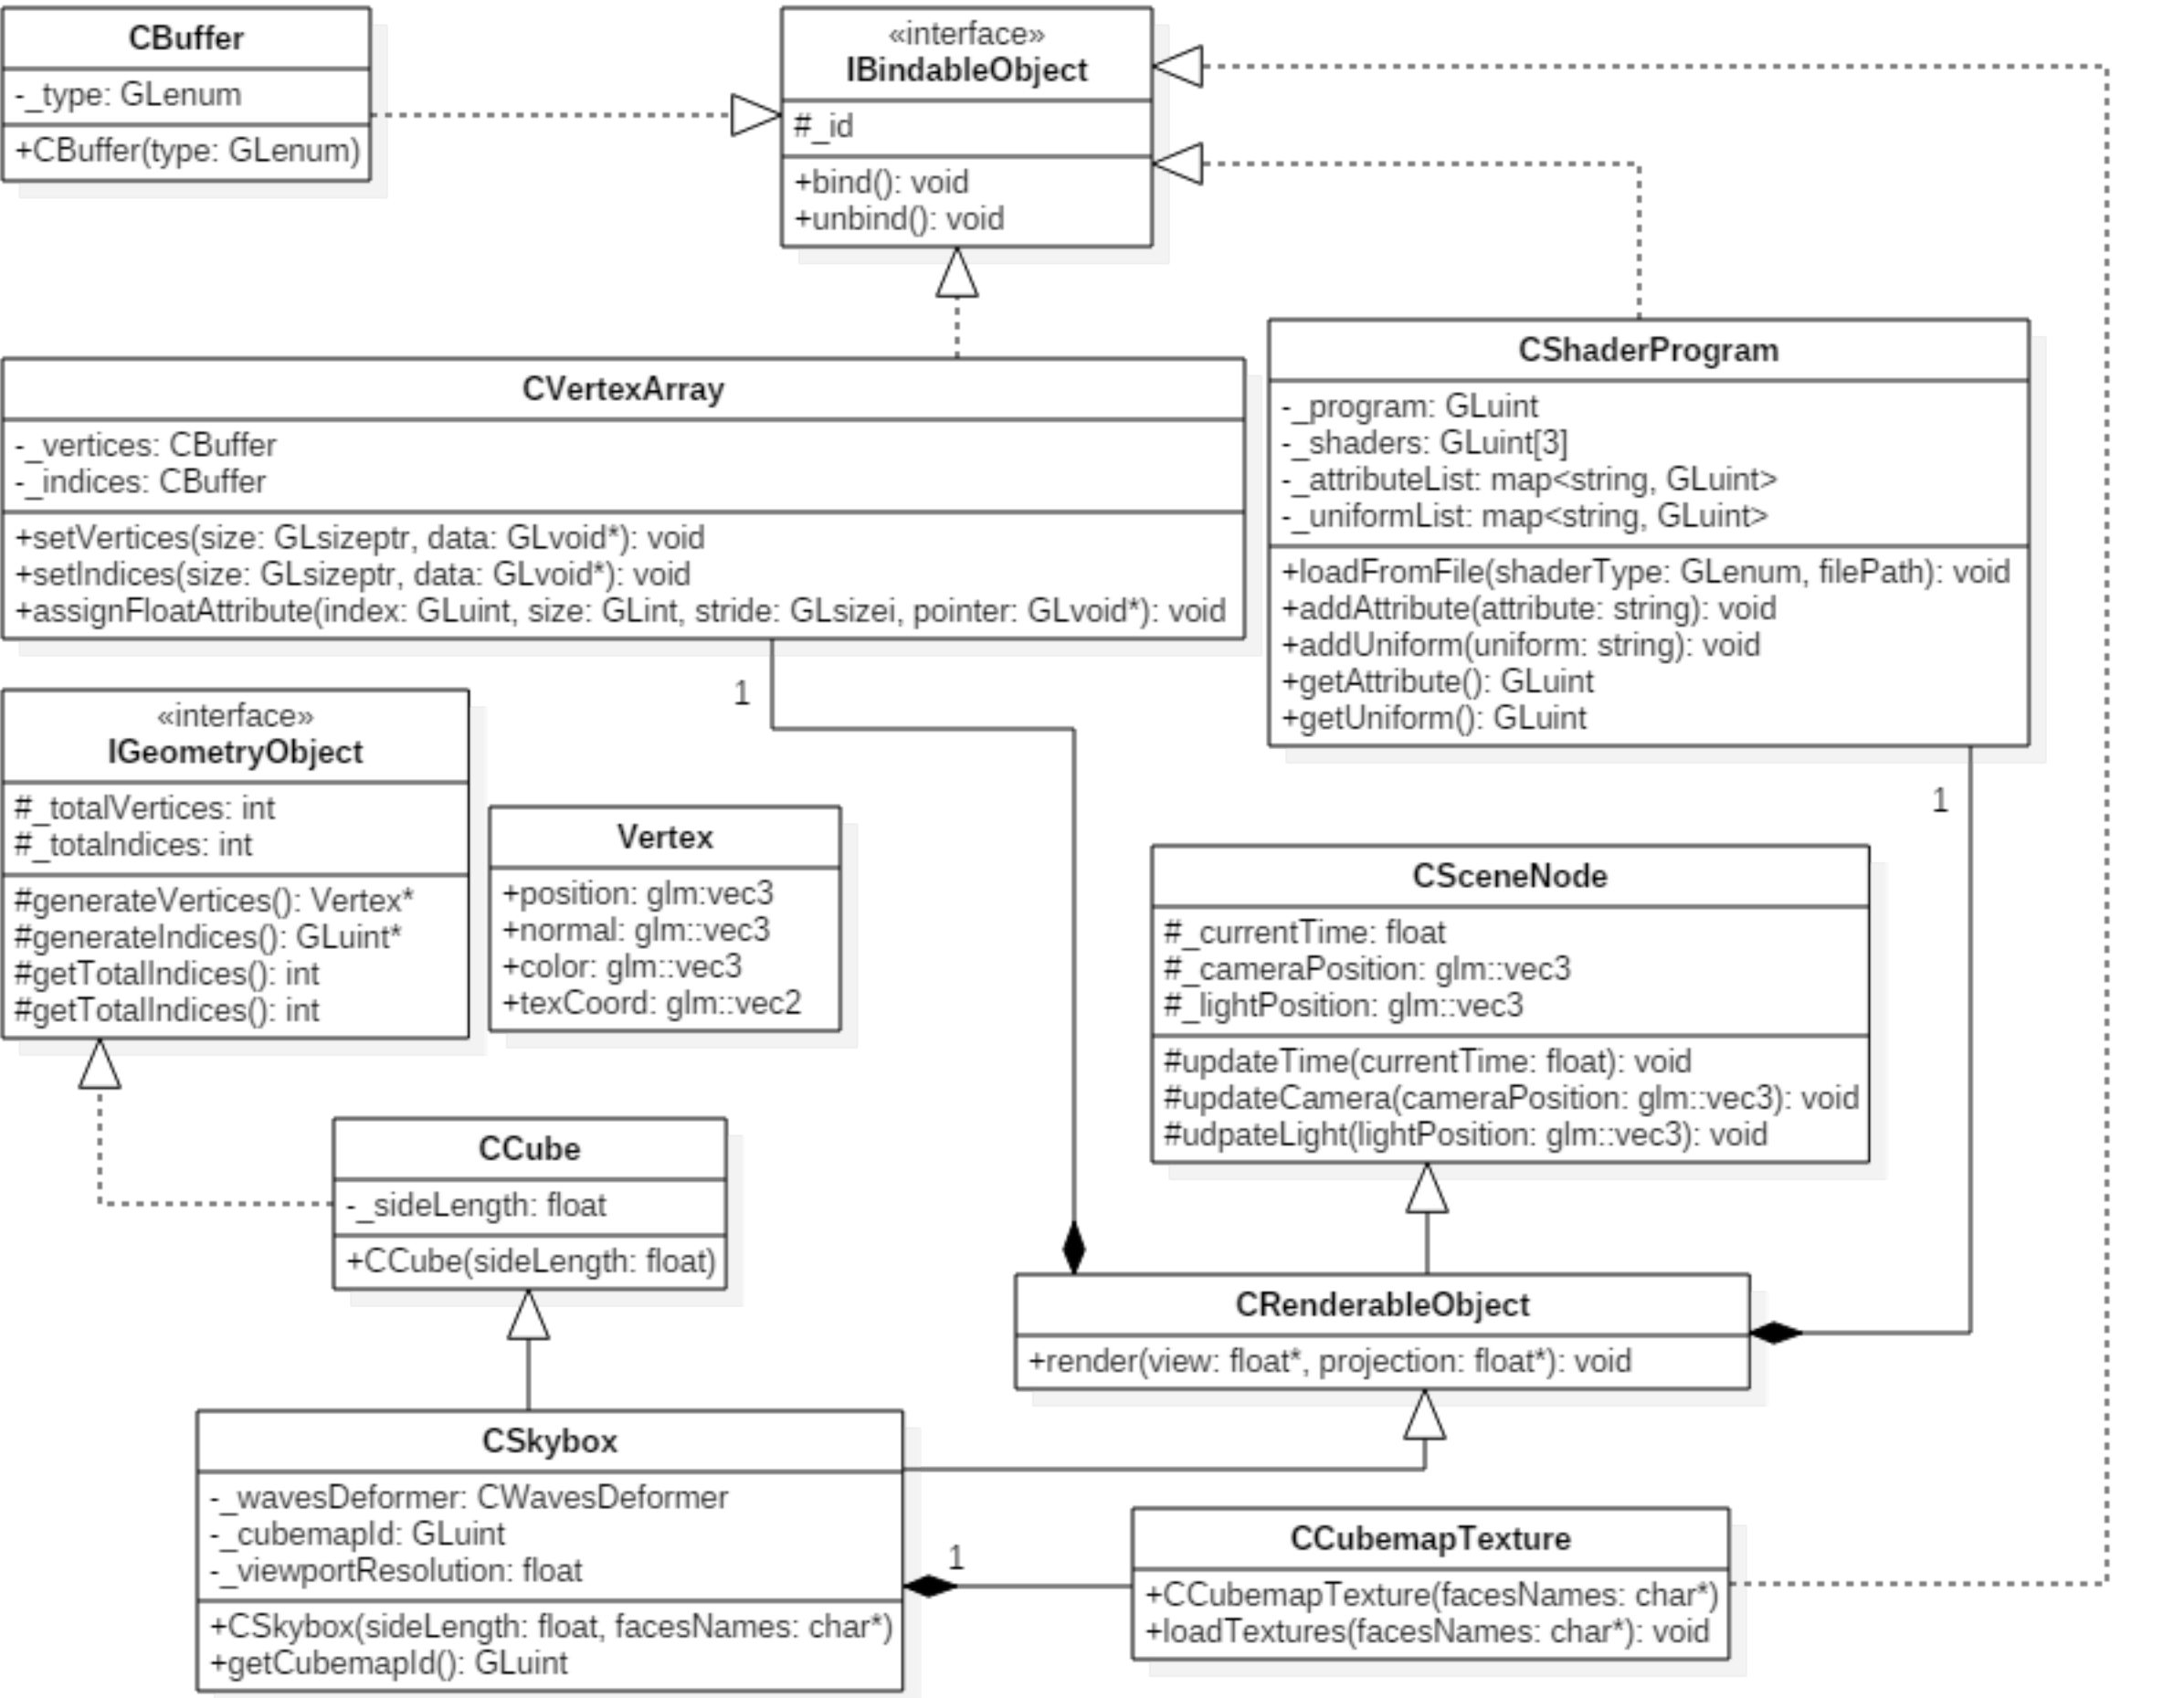 CBuffer
-_type: GLenum
+CBuffer(type: GLenum)
«interface»
IBindableObject
#_id
+bind(): void
+unbind(): void
CVertexArray
-_vertices: CBuffer
-_indices: CBuffer
+setVertices(size: GLsizeptr, data: GLvoid*): void
+setIndices(size: GLsizeptr, data: GLvoid*): void
+assignFloatAttribute(index: GLuint, size: GLint, stride: GLsizei, pointer: GLvoid*): void
CShaderProgram
-_program: GLuint
-_shaders: GLuint[3]
-_attributeList: map<string, GLuint>
-_uniformList: map<string, GLuint>
+loadFromFile(shaderType: GLenum, filePath): void
+addAttribute(attribute: string): void
+addUniform(uniform: string): void
+getAttribute(): GLuint
+getUniform(): GLuint
1
1
«interface»
IGeometryObject
#_totalVertices: int
#_totalndices: int
#generateVertices(): Vertex*
#generateIndices(): GLuint*
#getTotalIndices(): int
#getTotalIndices(): int
Vertex
+position: glm:vec3
+normal: glm::vec3
+color: glm::vec3
+texCoord: glm::vec2
CSceneNode
#_currentTime: float
#_cameraPosition: glm::vec3
#_lightPosition: glm::vec3
#updateTime(currentTime: float): void
#updateCamera(cameraPosition: glm::vec3): void
#udpateLight(lightPosition: glm::vec3): void
CCube
-_sideLength: float
+CCube(sideLength: float)
CRenderableObject
+render(view: float*, projection: float*): void
CSkybox
-_wavesDeformer: CWavesDeformer
-_cubemapId: GLuint
-_viewportResolution: float
+CSkybox(sideLength: float, facesNames: char*)
+getCubemapId(): GLuint
1
CCubemapTexture
+CCubemapTexture(facesNames: char*)
+loadTextures(facesNames: char*): void